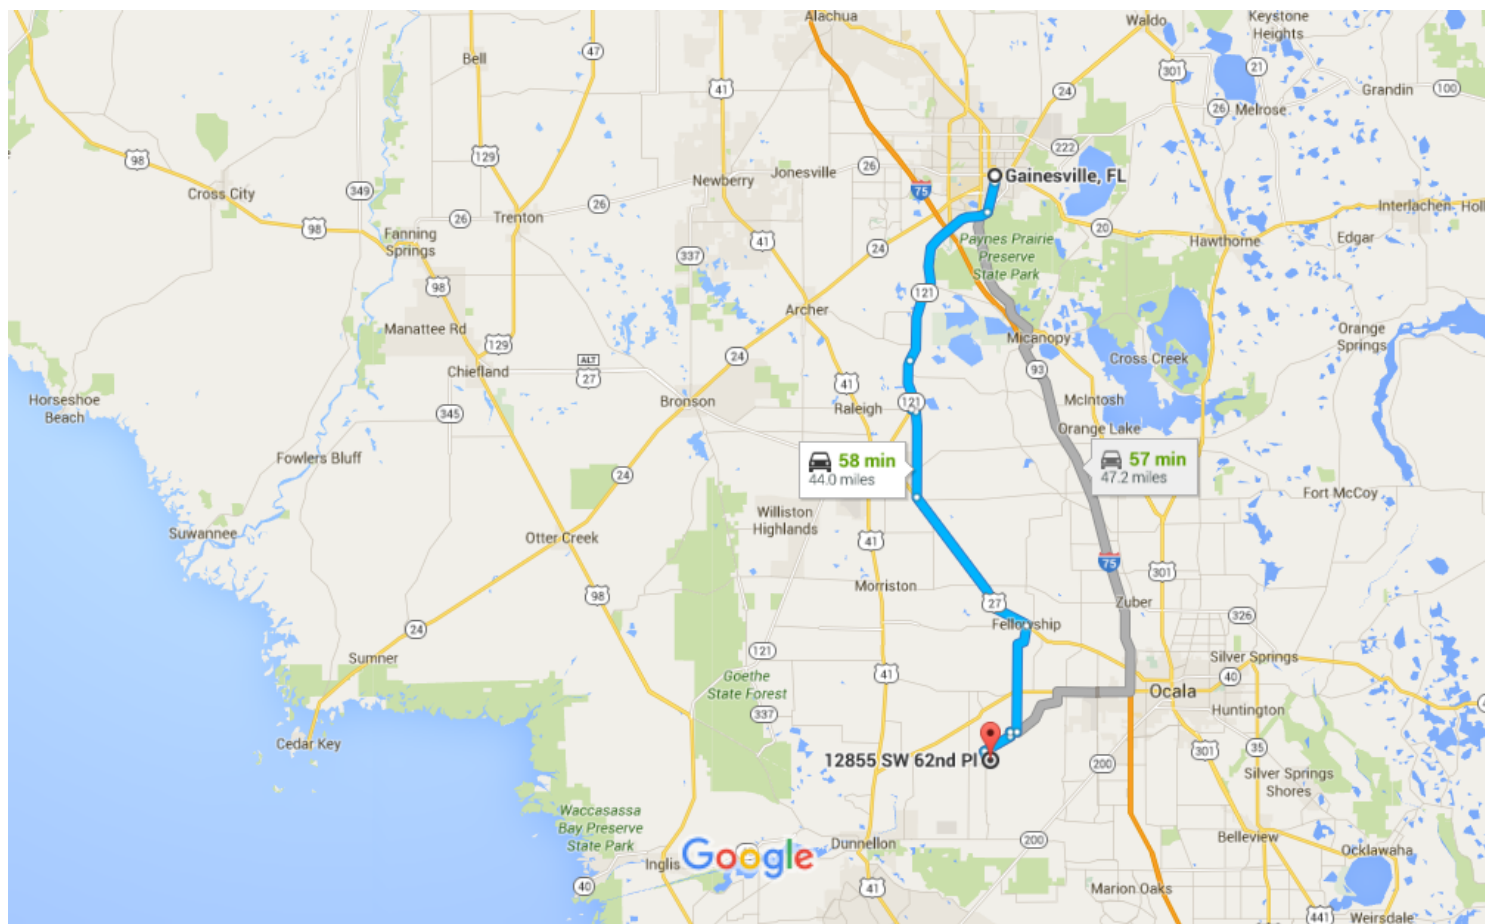 Alachua
Waldo
Keystone
Heights
47
Bell
301
21
41
24
Grandin
100
26
Melrose
98
129
222
Jonesville
26
Newberry
Gainesville, FL
349
Cross City
75
26
26
Trenton
Interlachen
98
20
Fanning
Springs
Hawthorne
Edgar
41
24
Paynes Prairie
Preserve
State Park
337
98
121
Archer
Manattee Rd
Orange
Springs
129
Micanopy
24
Cross Creek
ALT
27
Chiefland
93
41
Horseshoe
Beach
Bronson
121
McIntosh
345
Raleigh
Orange Lake
Fowlers Bluff
58 min
44.0 miles
57 min
47.2 miles
24
Fort McCoy
Williston
Highlands
Suwannee
Otter Creek
41
75
301
Morriston
98
27
Zuber
326
24
Fellowship
121
Sumner
Silver Springs
Goethe
State Forest
41
40
Ocala
337
Huntington
Cedar Key
301
35
12855 SW 62nd Pl
200
Silver Springs
Shores
Waccasassa
Bay Preserve
State Park
200
Belleview
Dunnellon
Google
Inglis
Ocklawaha
40
41
Marion Oaks
441
Weirsdale